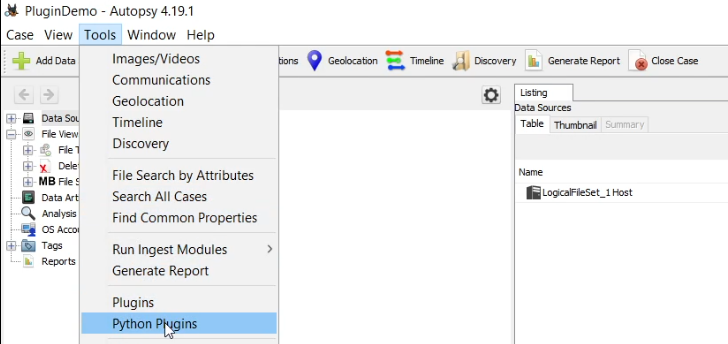 PluginDemo - Autopsy 4.19.1
Case View Tools Window Help
Add Data
Images/Videos
Communications
Geolocation
Timeline
Discovery
File Search by Attributes
Search All Cases
Find Common Properties
Run Ingest Modules
Generate Report
Plugins
Python Plugins
ions Geolocation Timeline Discovery Generate Report Close Case
Data Sou
File View
File T
Dele
MB File S
Data Art
Analysis
OS Accou
Tags
Reports
Listing
Data Sources
Table Thumbnail Summary
Name
LogicalFileSet_1 Host